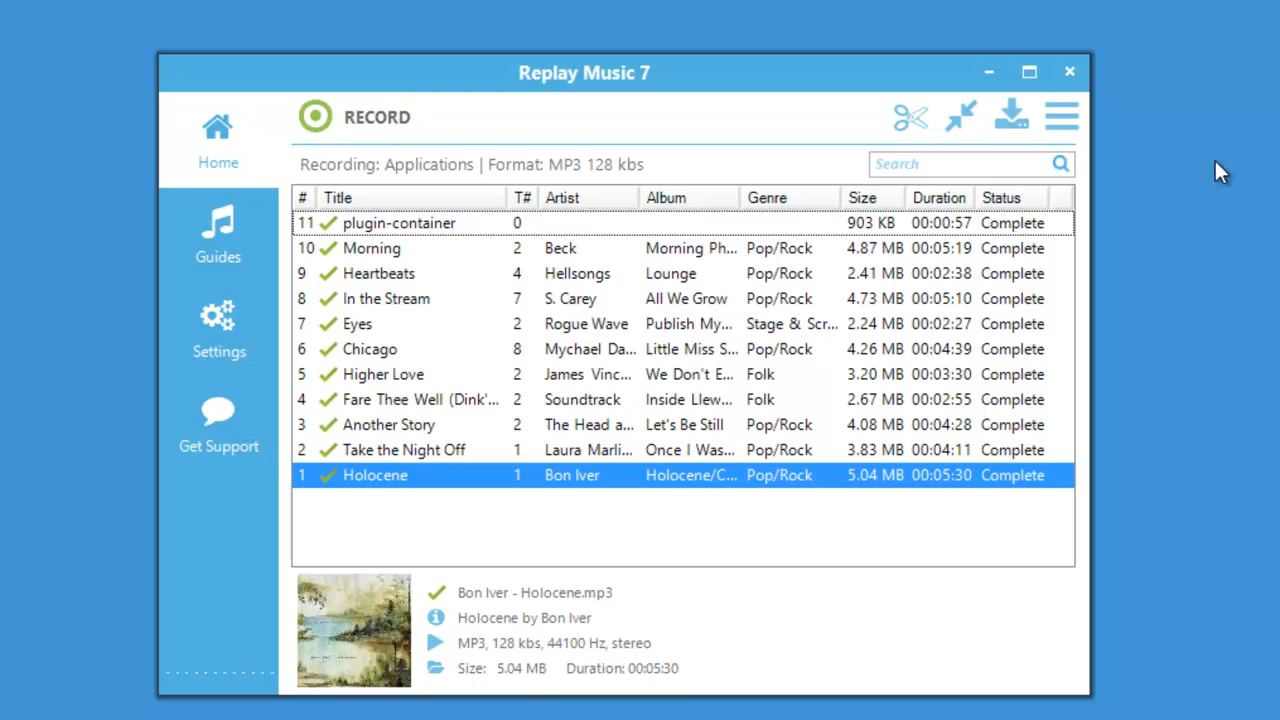 Replay Music 7
Home
RECORD
Recording: Applications | Format: MP3 128 kbs
Search
Guides
Settings
Get Support
# Title T# Artist Album Genre Size Duration Status
11 plugin-container 0 903 KB 00:00:57 Complete
10 Morning 2 Beck Morning Ph... Pop/Rock 4.87 MB 00:05:19 Complete
9 Heartbeats 4 Hellsongs Lounge Pop/Rock 2.41 MB 00:02:38 Complete
8 In the Stream 7 S. Carey All We Grow Pop/Rock 4.73 MB 00:05:10 Complete
7 Eyes 2 Rogue Wave Publish My... Stage & Scr... 2.24 MB 00:02:27 Complete
6 Chicago 8 Mychael Da... Little Miss S... Pop/Rock 4.26 MB 00:04:39 Complete
5 Higher Love 2 James Vinc... We Don't E... Folk 3.20 MB 00:03:30 Complete
4 Fare Thee Well (Dink'... 2 Soundtrack Inside Llew... Folk 2.67 MB 00:02:55 Complete
3 Another Story 2 The Head a... Let's Be Still Pop/Rock 4.08 MB 00:04:28 Complete
2 Take the Night Off 1 Laura Marli... Once I Was... Pop/Rock 3.83 MB 00:04:11 Complete
1 Holocene 1 Bon Iver Holocene/C... Pop/Rock 5.04 MB 00:05:30 Complete
Bon Iver - Holocene.mp3
Holocene by Bon Iver
MP3, 128 kbs, 44100 Hz, stereo
Size: 5.04 MB Duration: 00:05:30